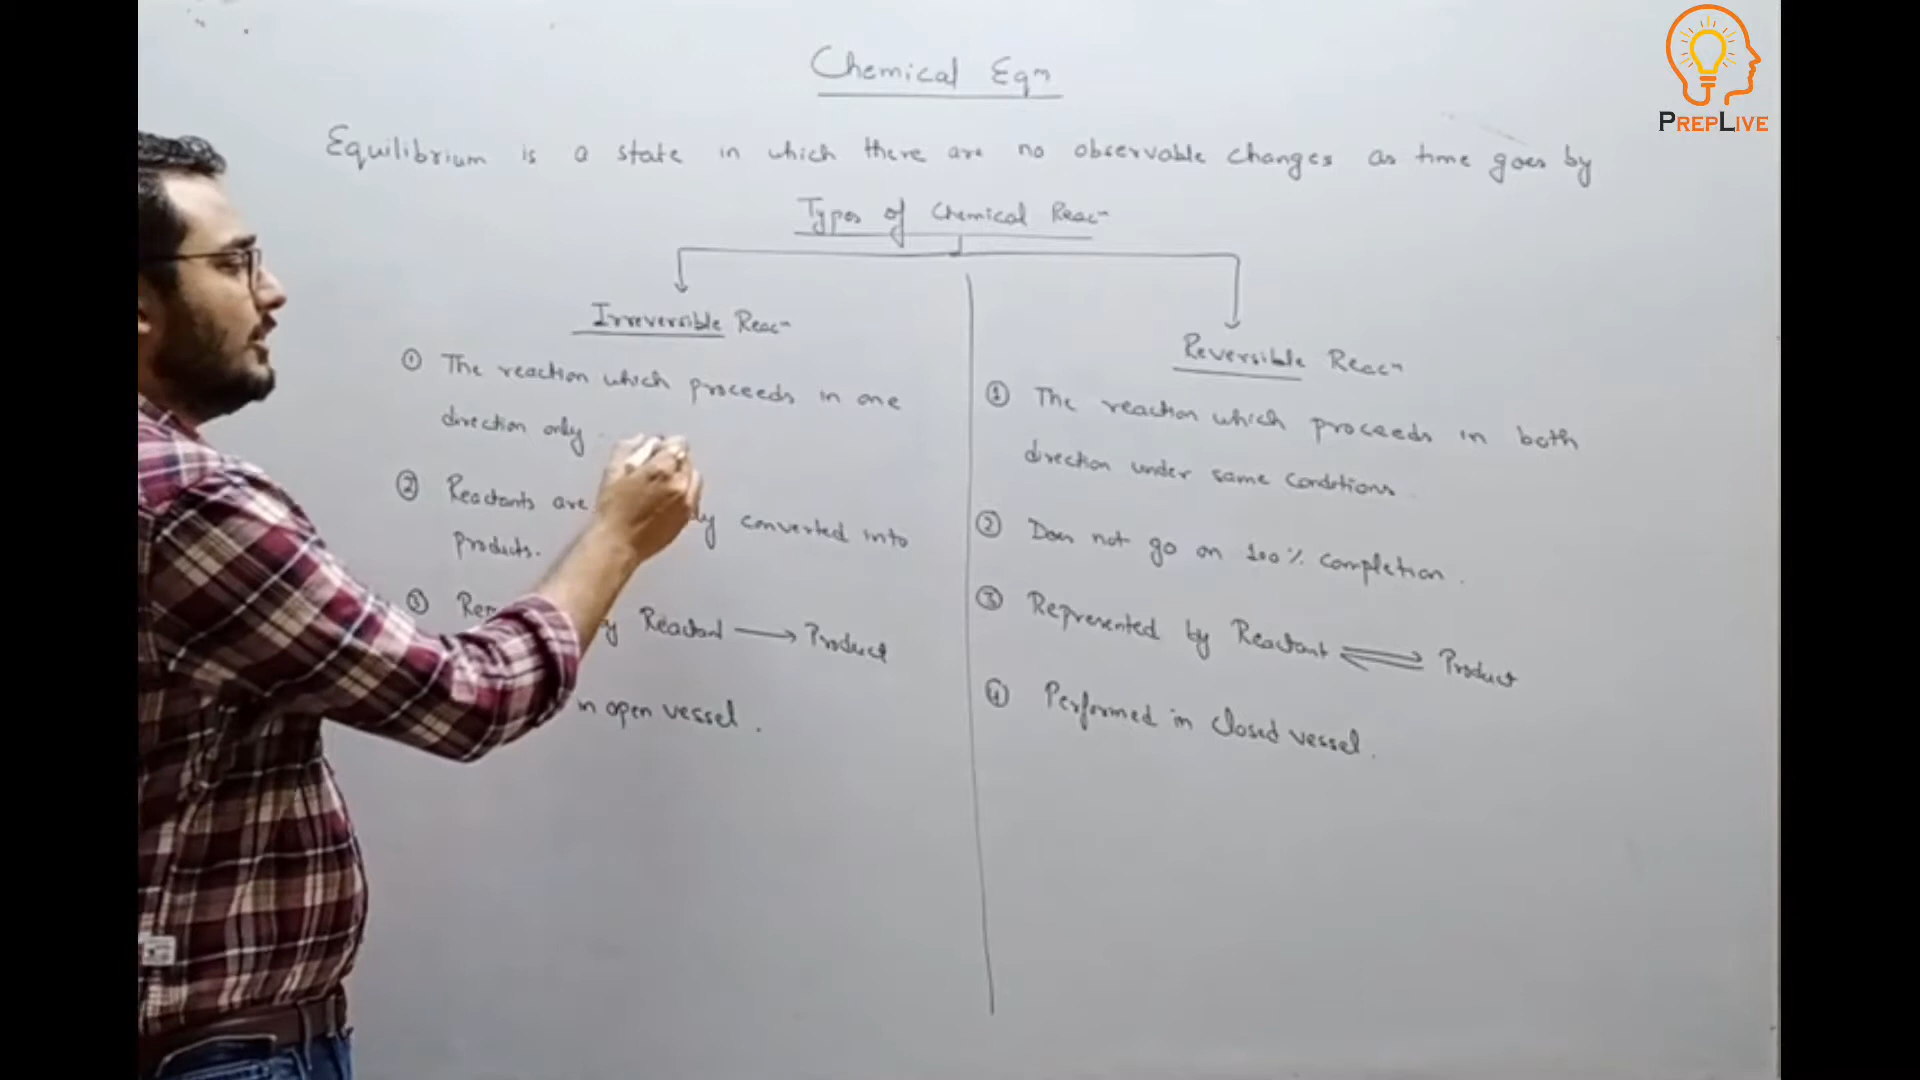 Chemical Eqn
PREPLIVE
Equilibrium is a state in which there are no observable changes as time goes by
Types of Chemical Reacn
Irreversible Reacn
① The reaction which proceeds in one
direction only.
② Reactants are converted into
products.
③ by Reactant ⟶ Product
in open vessel.
Reversible Reacn
① The reaction which proceeds in both
direction under same conditions.
② Does not go on 100% completion.
③ Represented by Reactant ⇌ Product
④ Performed in closed vessel.